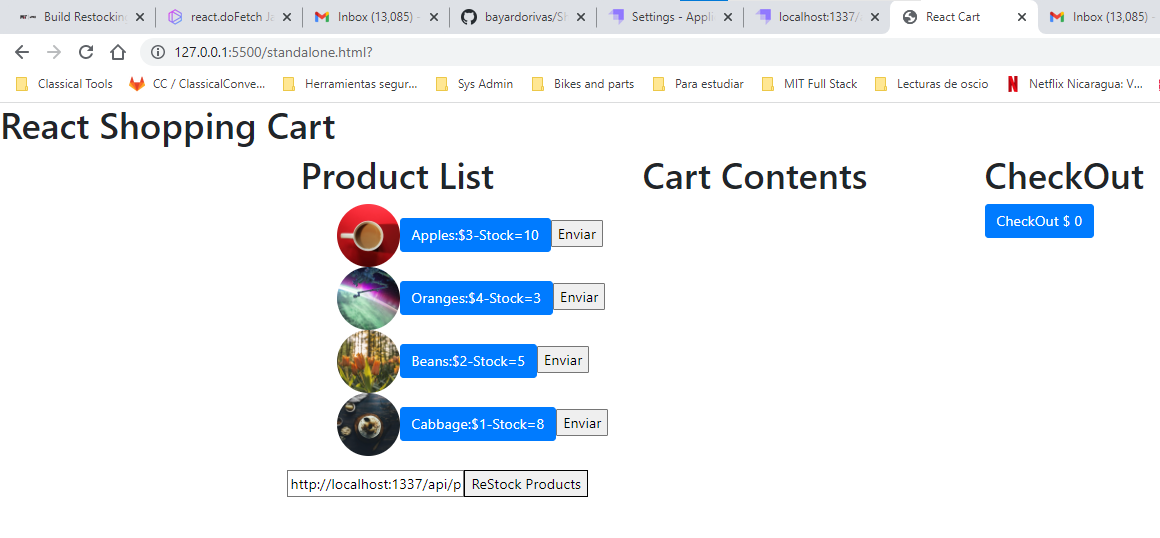 Build Restocking
react.doFetch Ja
Inbox (13,085) -
bayardorivas/Sh
Settings - Appli
localhost:1337/
React Cart
Inbox (13,085) -
127.0.0.1:5500/standalone.html?
Classical Tools
CC / ClassicalConve...
Herramientas segur...
Sys Admin
Bikes and parts
Para estudiar
MIT Full Stack
Lecturas de oscio
Netflix Nicaragua: V...
React Shopping Cart
Product List
Cart Contents
CheckOut
Apples:$3-Stock=10
Enviar
CheckOut $ 0
Oranges:$4-Stock=3
Enviar
Beans:$2-Stock=5
Enviar
Cabbage:$1-Stock=8
Enviar
http://localhost:1337/api/p
ReStock Products